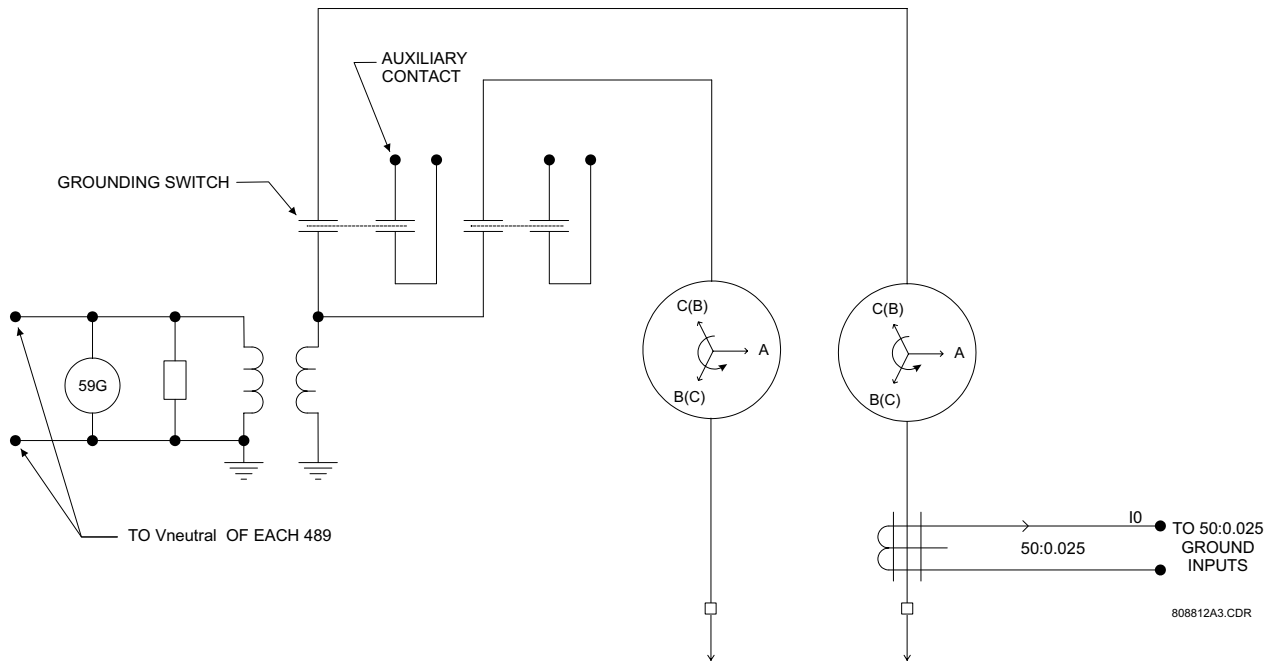 AUXILIARY
CONTACT
GROUNDING SWITCH
C(B)
A
B(C)
C(B)
A
B(C)
59G
TO Vneutral OF EACH 489
I0
50:0.025
TO 50:0.025
GROUND
INPUTS
808812A3.CDR